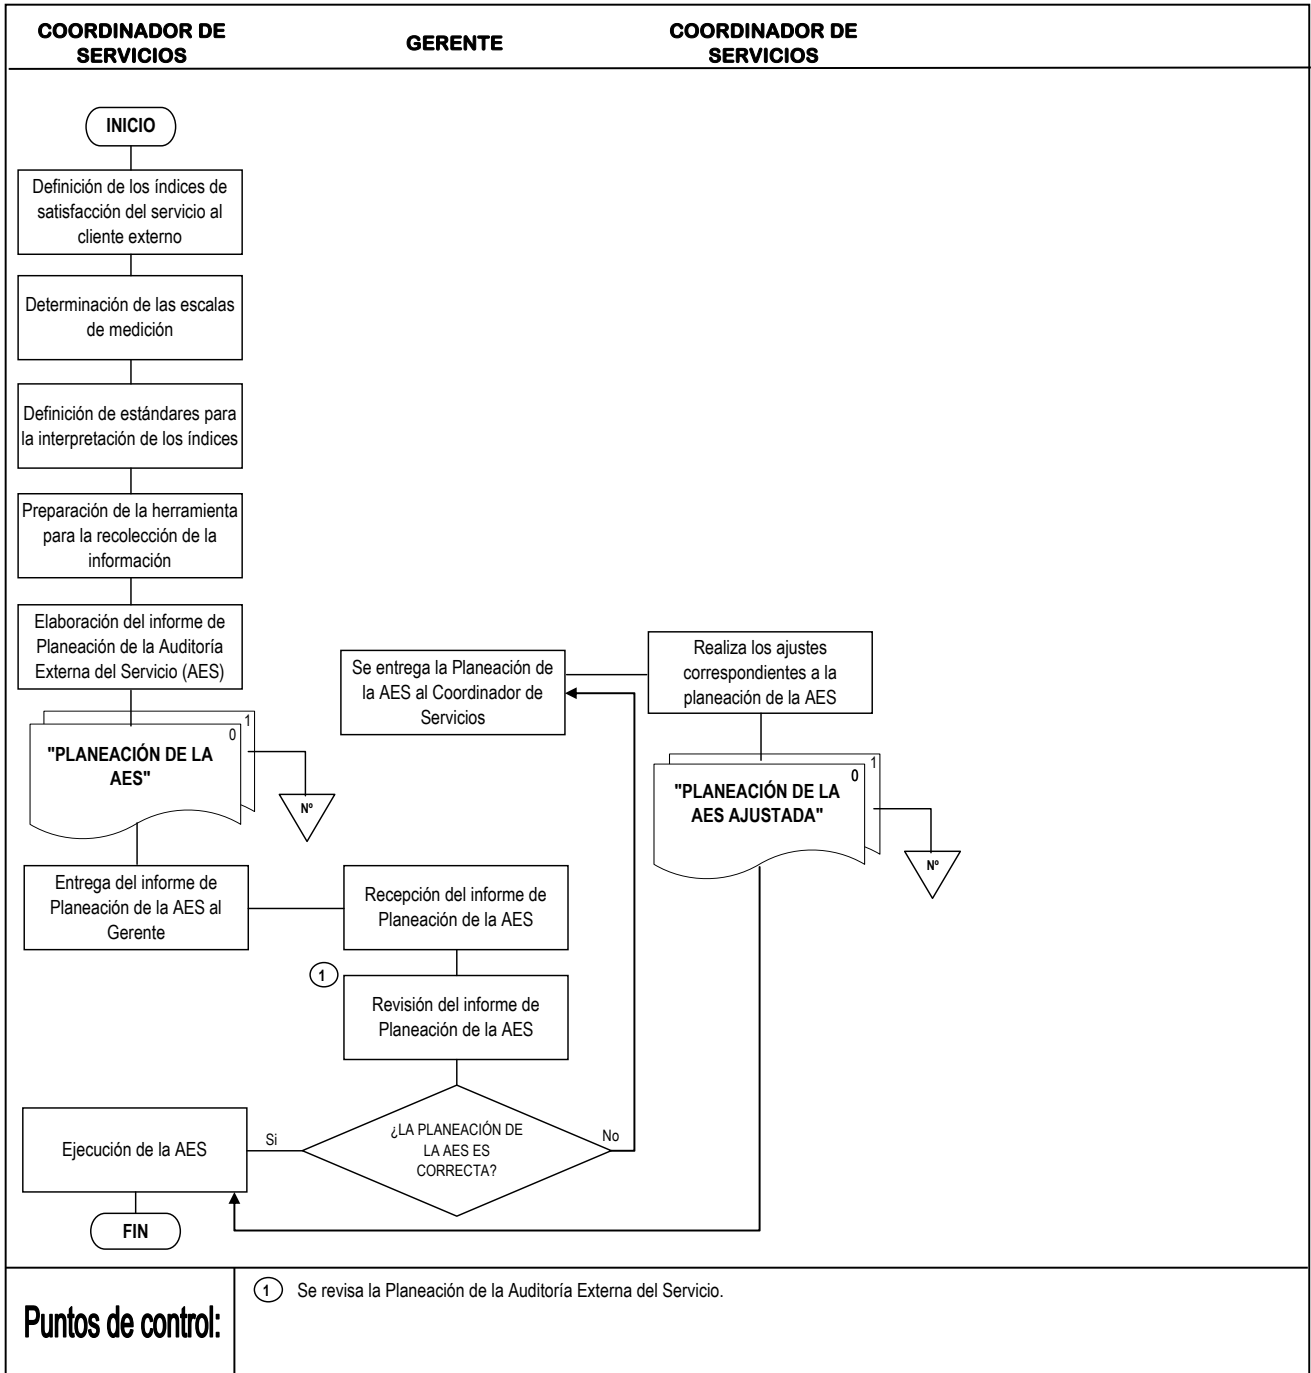 COORDINADOR DE
SERVICIOS
GERENTE
COORDINADOR DE
SERVICIOS
INICIO
Definición de los índices de
satisfacción del servicio al
cliente externo
Determinación de las escalas
de medición
Definición de estándares para
la interpretación de los índices
Preparación de la herramienta
para la recolección de la
información
Elaboración del informe de
Planeación de la Auditoría
Externa del Servicio (AES)
1
0
"PLANEACIÓN DE LA
AES"
Nº
Entrega del informe de
Planeación de la AES al
Gerente
Recepción del informe de
Planeación de la AES
1
Revisión del informe de
Planeación de la AES
¿LA PLANEACIÓN DE
LA AES ES
CORRECTA?
Si
No
Ejecución de la AES
FIN
Se entrega la Planeación de
la AES al Coordinador de
Servicios
Realiza los ajustes
correspondientes a la
planeación de la AES
1
0
"PLANEACIÓN DE LA
AES AJUSTADA"
Nº
Puntos de control:
1 Se revisa la Planeación de la Auditoría Externa del Servicio.